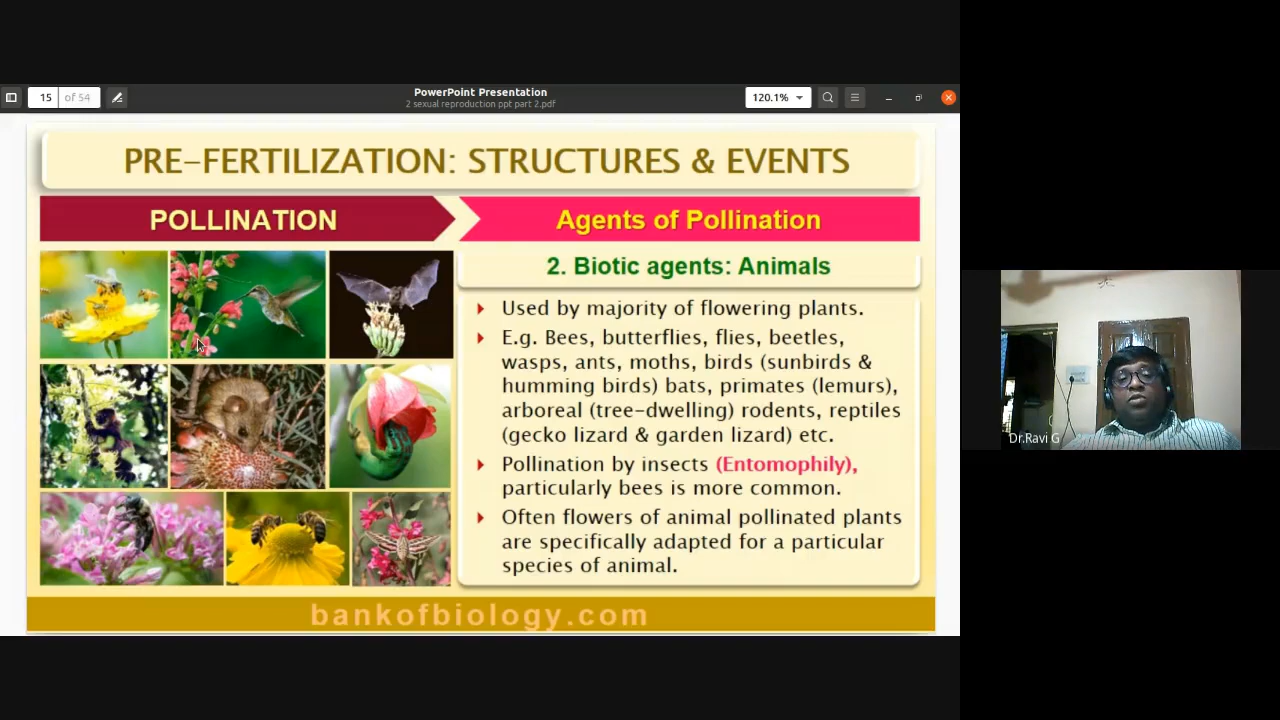 PowerPoint Presentation
15 of 54
2 sexual reproduction ppt part 2.pdf
120.1%
PRE-FERTILIZATION: STRUCTURES & EVENTS
POLLINATION
Agents of Pollination
2. Biotic agents: Animals
Used by majority of flowering plants.
E.g. Bees, butterflies, flies, beetles,
wasps, ants, moths, birds (sunbirds &
humming birds) bats, primates (lemurs),
arboreal (tree-dwelling) rodents, reptiles
(gecko lizard & garden lizard) etc.
Pollination by insects (Entomophily),
particularly bees is more common.
Often flowers of animal pollinated plants
are specifically adapted for a particular
species of animal.
bankofbiology.com
Dr.Ravi G